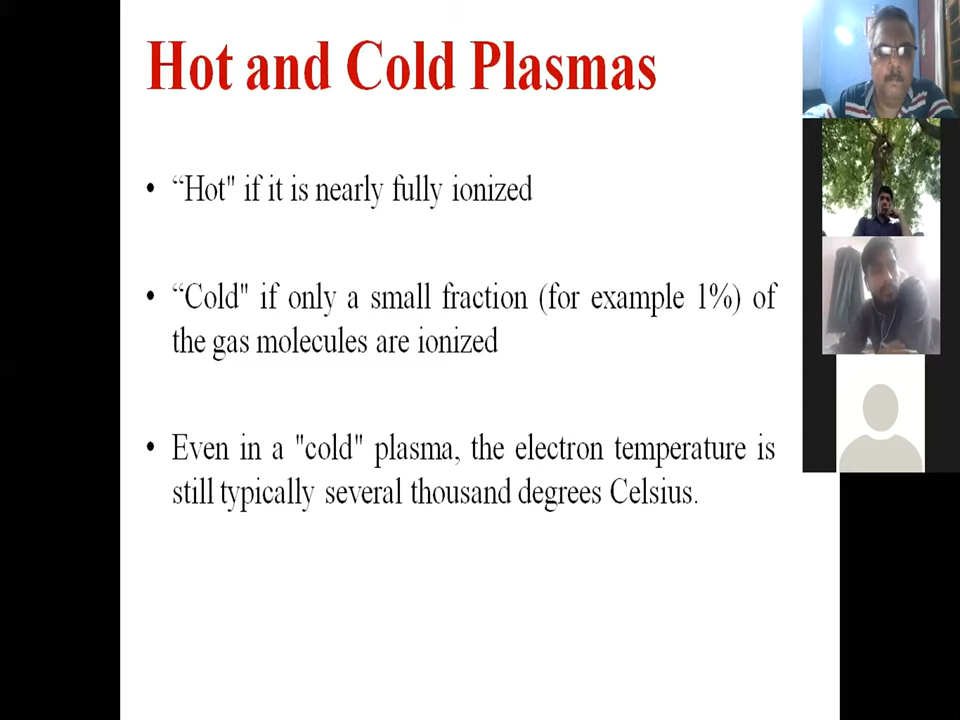 Hot and Cold Plasmas
• “Hot" if it is nearly fully ionized
• “Cold" if only a small fraction (for example 1%) of
the gas molecules are ionized
• Even in a "cold" plasma, the electron temperature is
still typically several thousand degrees Celsius.